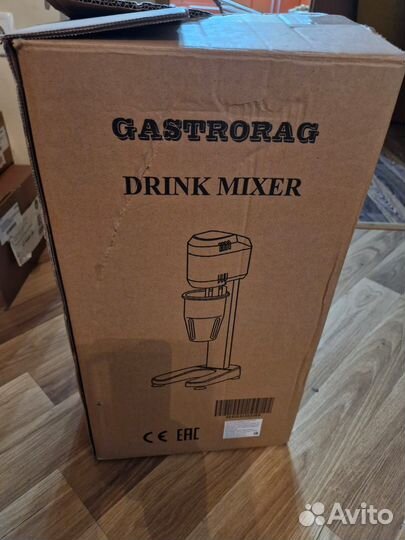 GASTRORAG
DRINK MIXER
CE EAC
Avito